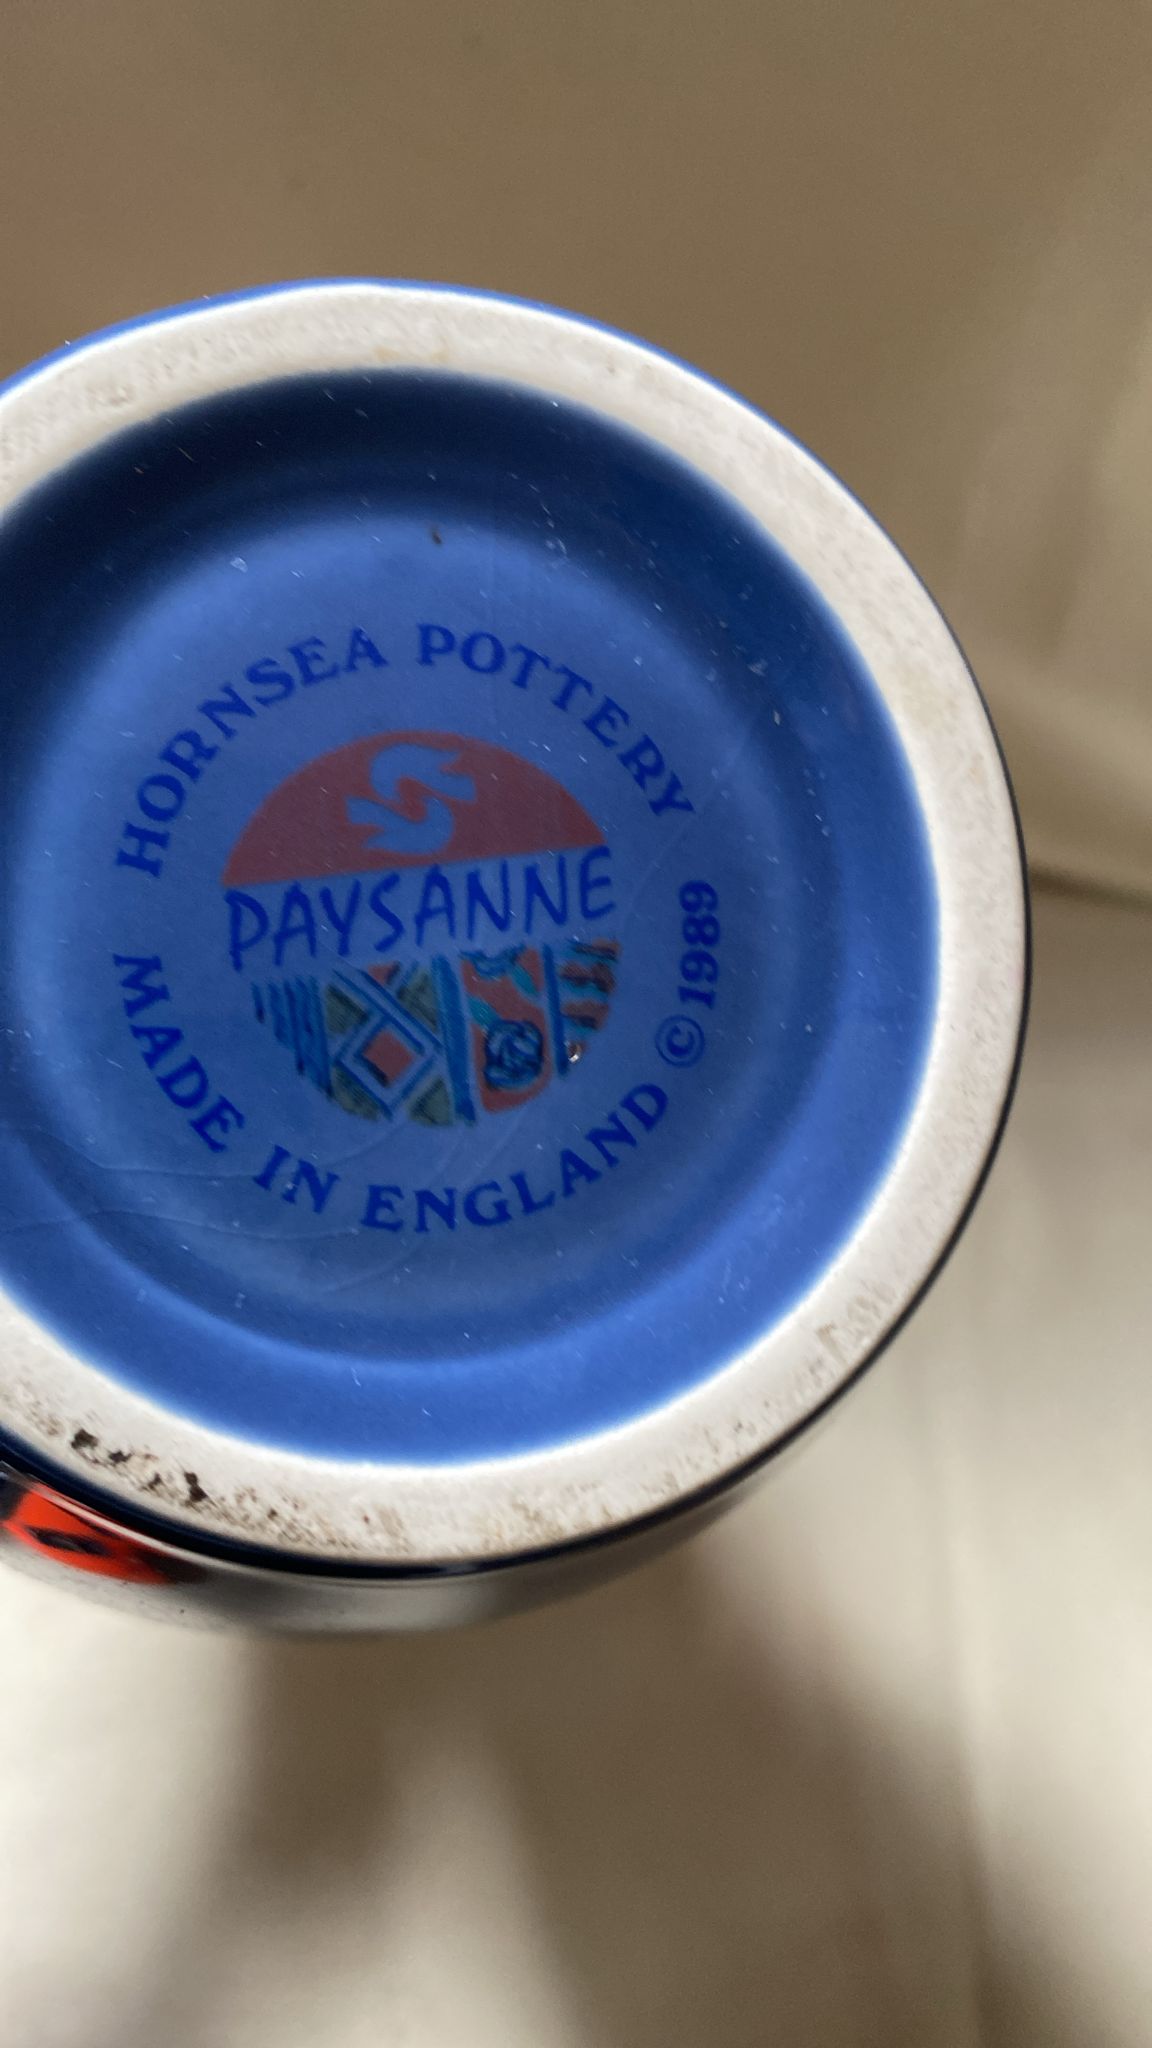 HORNSEA POTTERY
PAYSANNE
MADE IN ENGLAND © 1989